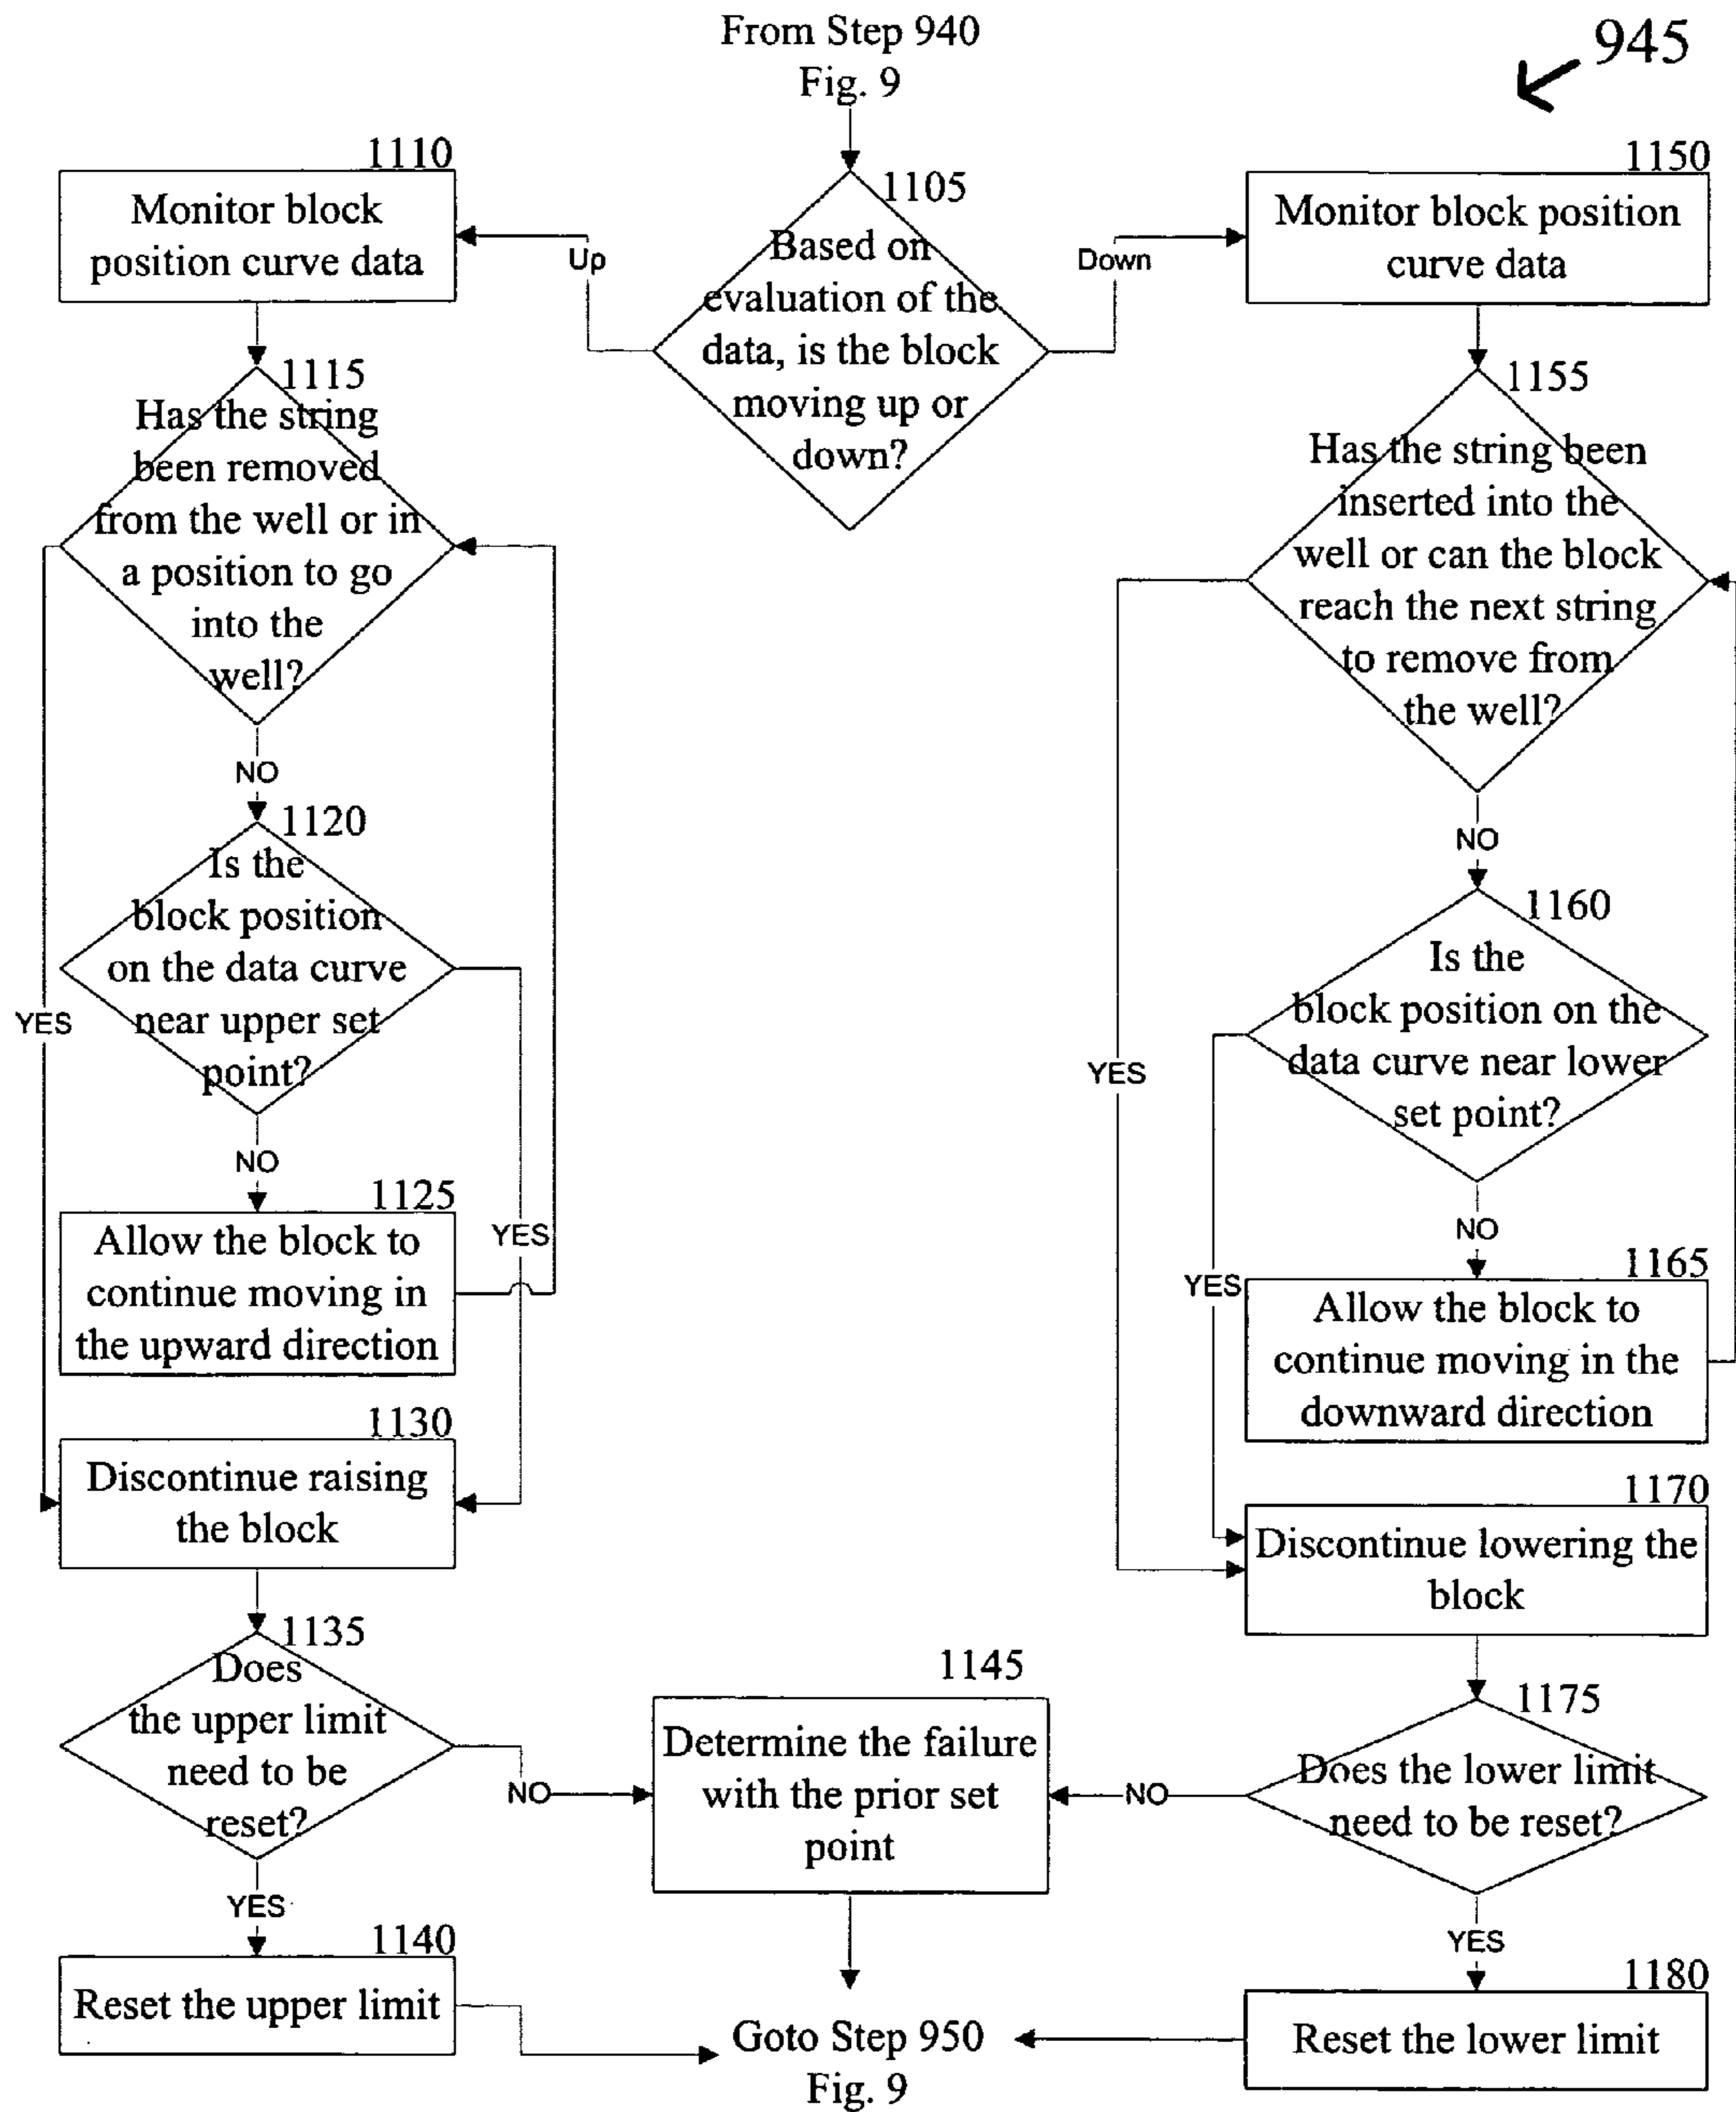 From Step 940
Fig. 9
945
1105
Based on
evaluation of the
data, is the block
moving up or
down?
Up
Down
1110
Monitor block
position curve data
1115
Has the string
been removed
from the well or in
a position to go
into the
well?
NO
YES
1120
Is the
block position
on the data curve
near upper set
point?
NO
YES
1125
Allow the block to
continue moving in
the upward direction
1130
Discontinue raising
the block
1135
Does
the upper limit
need to be
reset?
NO
YES
1140
Reset the upper limit
1145
Determine the failure
with the prior set
point
1150
Monitor block position
curve data
1155
Has the string been
inserted into the
well or can the block
reach the next string
to remove from
the well?
NO
YES
1160
Is the
block position on the
data curve near lower
set point?
NO
YES
1165
Allow the block to
continue moving in the
downward direction
1170
Discontinue lowering the
block
1175
Does the lower limit
need to be reset?
NO
YES
1180
Reset the lower limit
Goto Step 950
Fig. 9